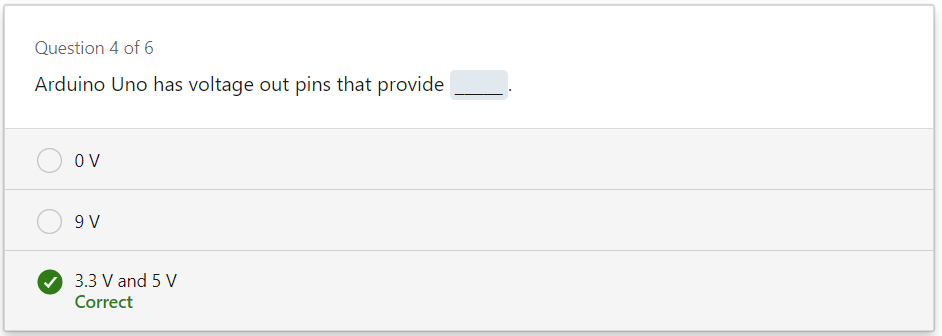 Question 4 of 6
Arduino Uno has voltage out pins that provide _____.
0 V
9 V
3.3 V and 5 V
Correct